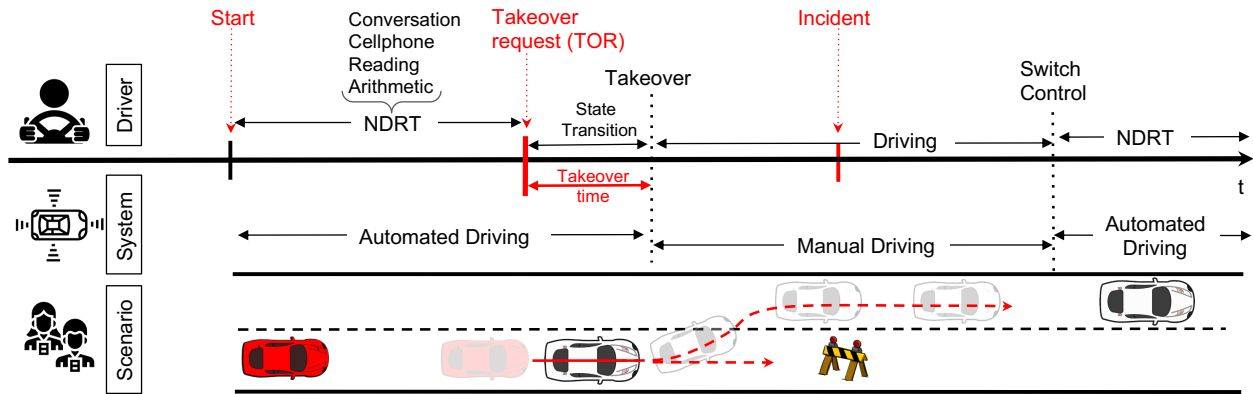 Start
Conversation
Cellphone
Reading
Arithmetic
NDRT
Takeover
request (TOR)
State
Transition
Takeover
time
Takeover
Incident
Driving
Switch
Control
NDRT
t
Driver
System
Automated Driving
Manual Driving
Automated
Driving
Scenario